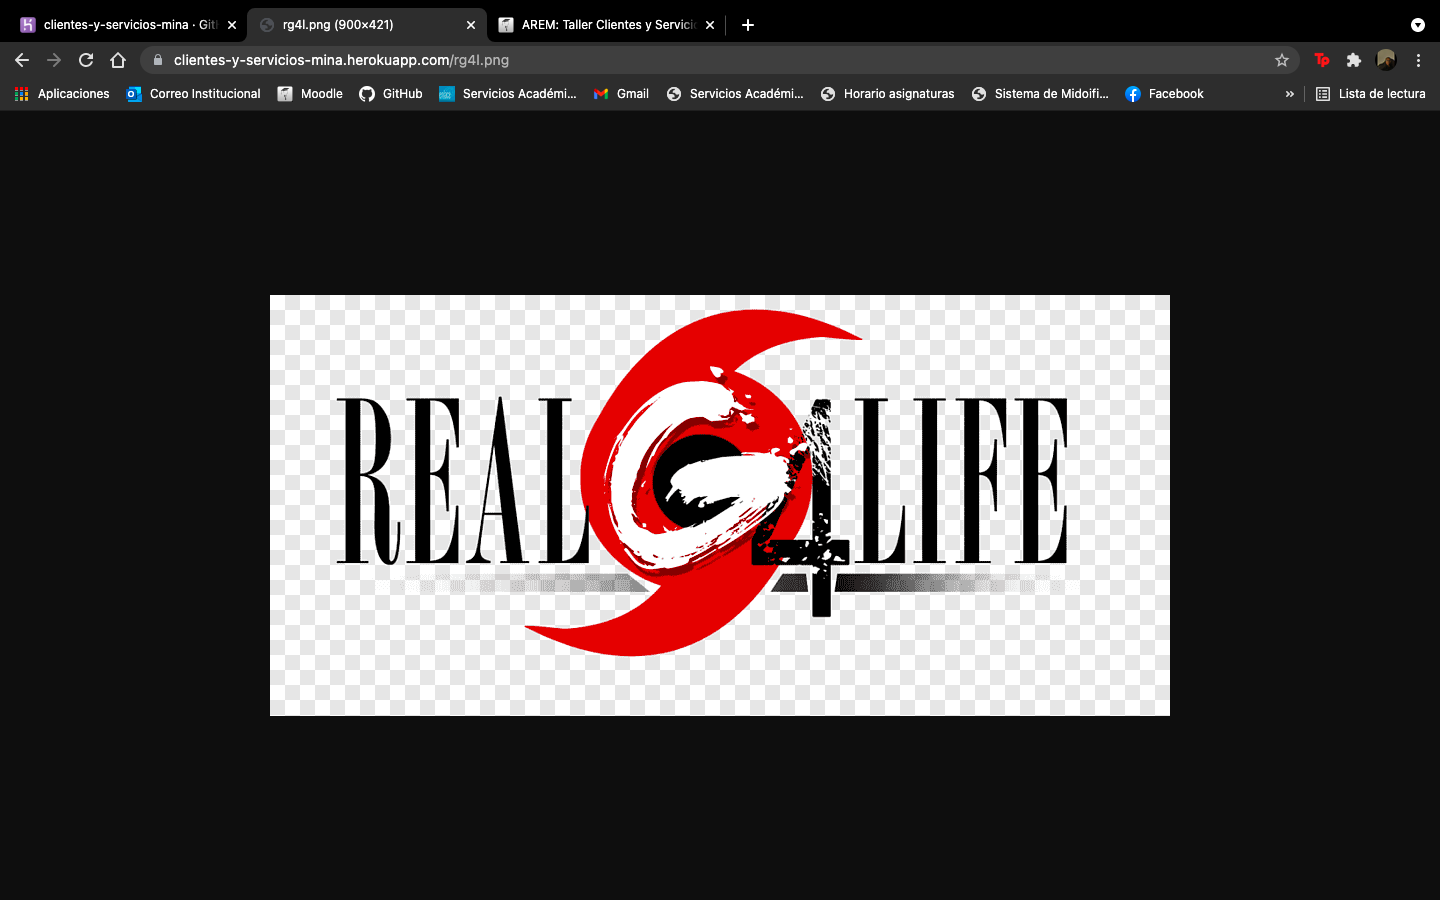 clientes-y-servicios-mina · Git
rg4l.png (900×421)
AREM: Taller Clientes y Servicio
clientes-y-servicios-mina.herokuapp.com/rg4l.png
Aplicaciones
Correo Institucional
Moodle
GitHub
Servicios Académi...
Gmail
Servicios Académi...
Horario asignaturas
Sistema de Midoifi...
Facebook
»
Lista de lectura
REAL G4 LIFE